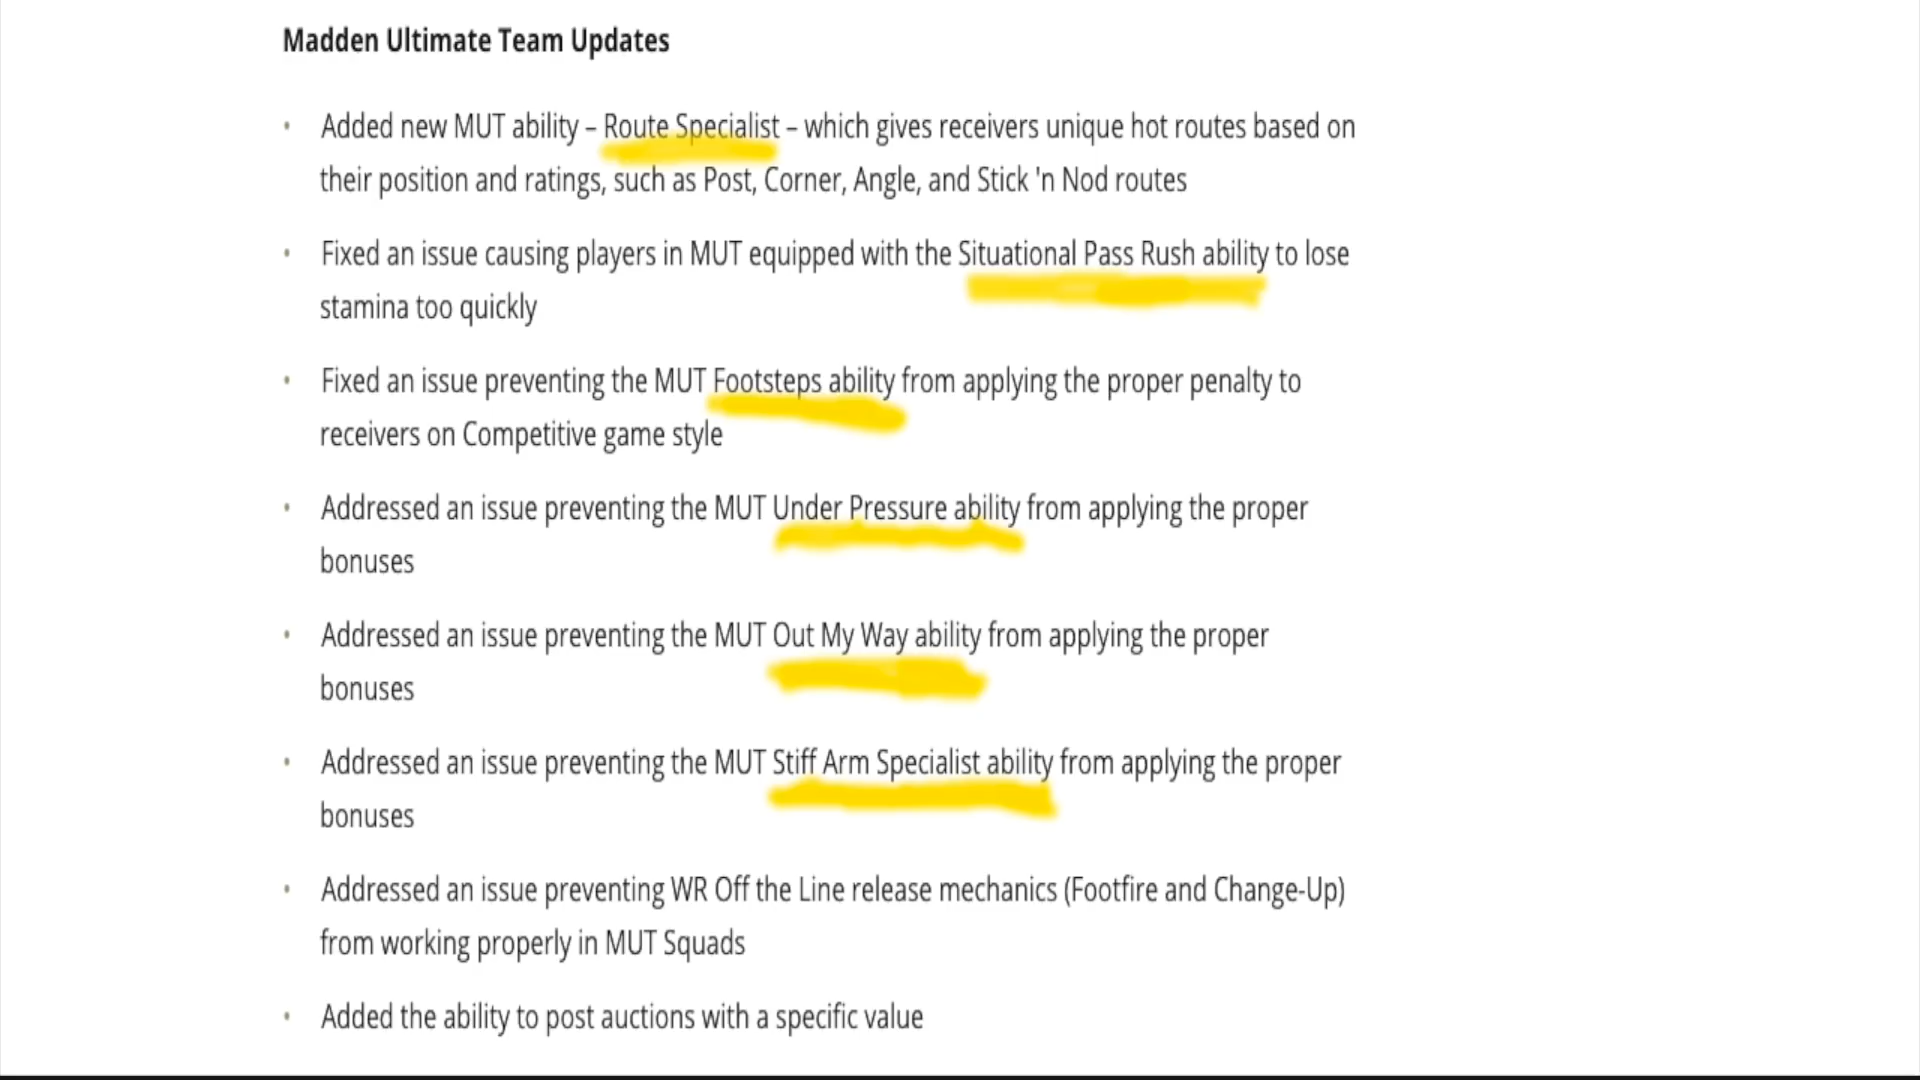 Madden Ultimate Team Updates
• Added new MUT ability – Route Specialist – which gives receivers unique hot routes based on
their position and ratings, such as Post, Corner, Angle, and Stick 'n Nod routes
• Fixed an issue causing players in MUT equipped with the Situational Pass Rush ability to lose
stamina too quickly
• Fixed an issue preventing the MUT Footsteps ability from applying the proper penalty to
receivers on Competitive game style
• Addressed an issue preventing the MUT Under Pressure ability from applying the proper
bonuses
• Addressed an issue preventing the MUT Out My Way ability from applying the proper
bonuses
• Addressed an issue preventing the MUT Stiff Arm Specialist ability from applying the proper
bonuses
• Addressed an issue preventing WR Off the Line release mechanics (Footfire and Change-Up)
from working properly in MUT Squads
• Added the ability to post auctions with a specific value